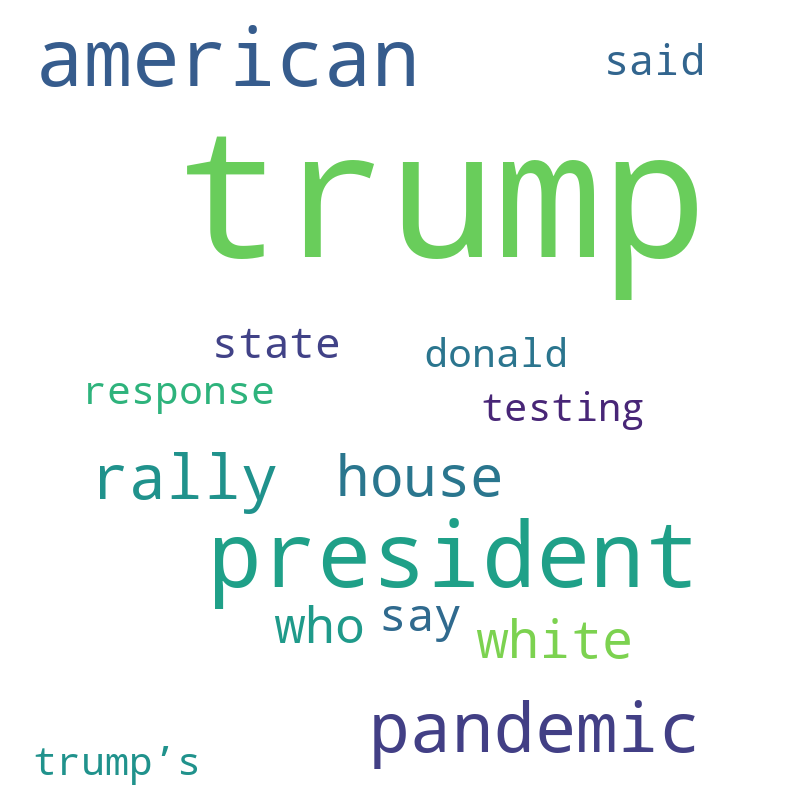 american said
trump
state donald
response testing
rally house
president
who say white
pandemic
trump’s